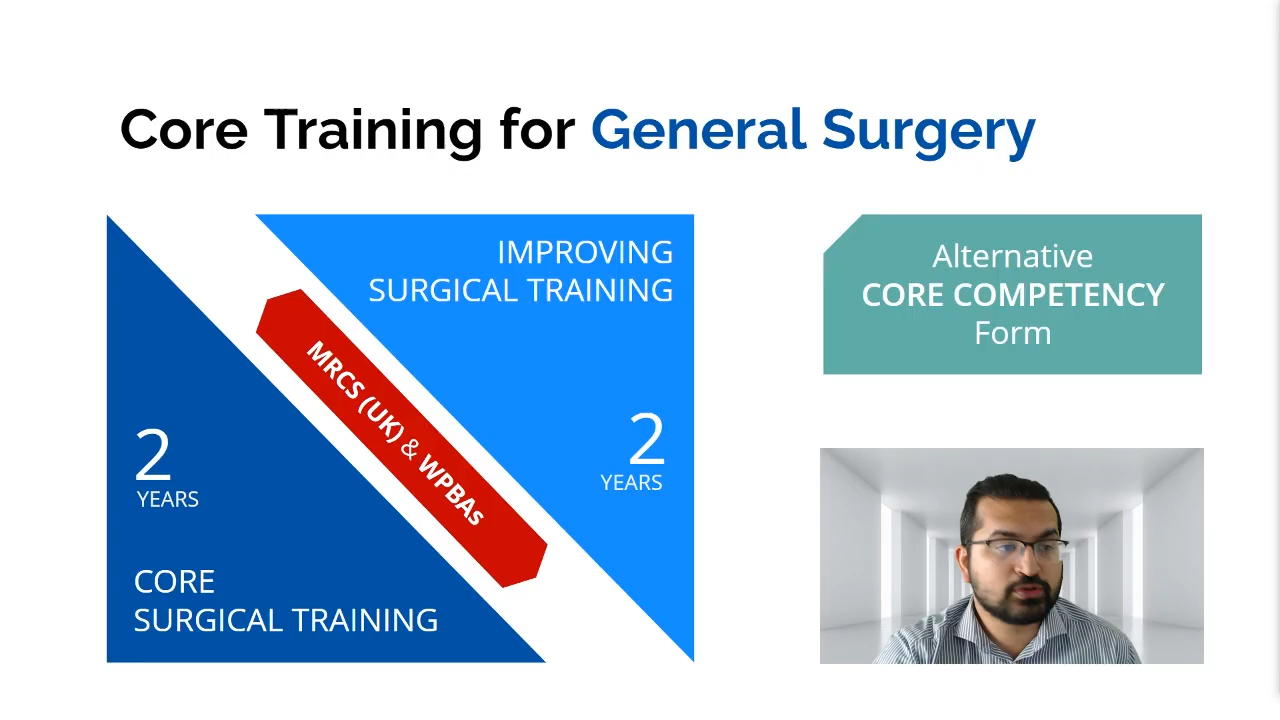 Core Training for General Surgery
IMPROVING
SURGICAL TRAINING
2
YEARS
MRCS (UK) & WPBAs
2
YEARS
CORE
SURGICAL TRAINING
Alternative
CORE COMPETENCY
Form